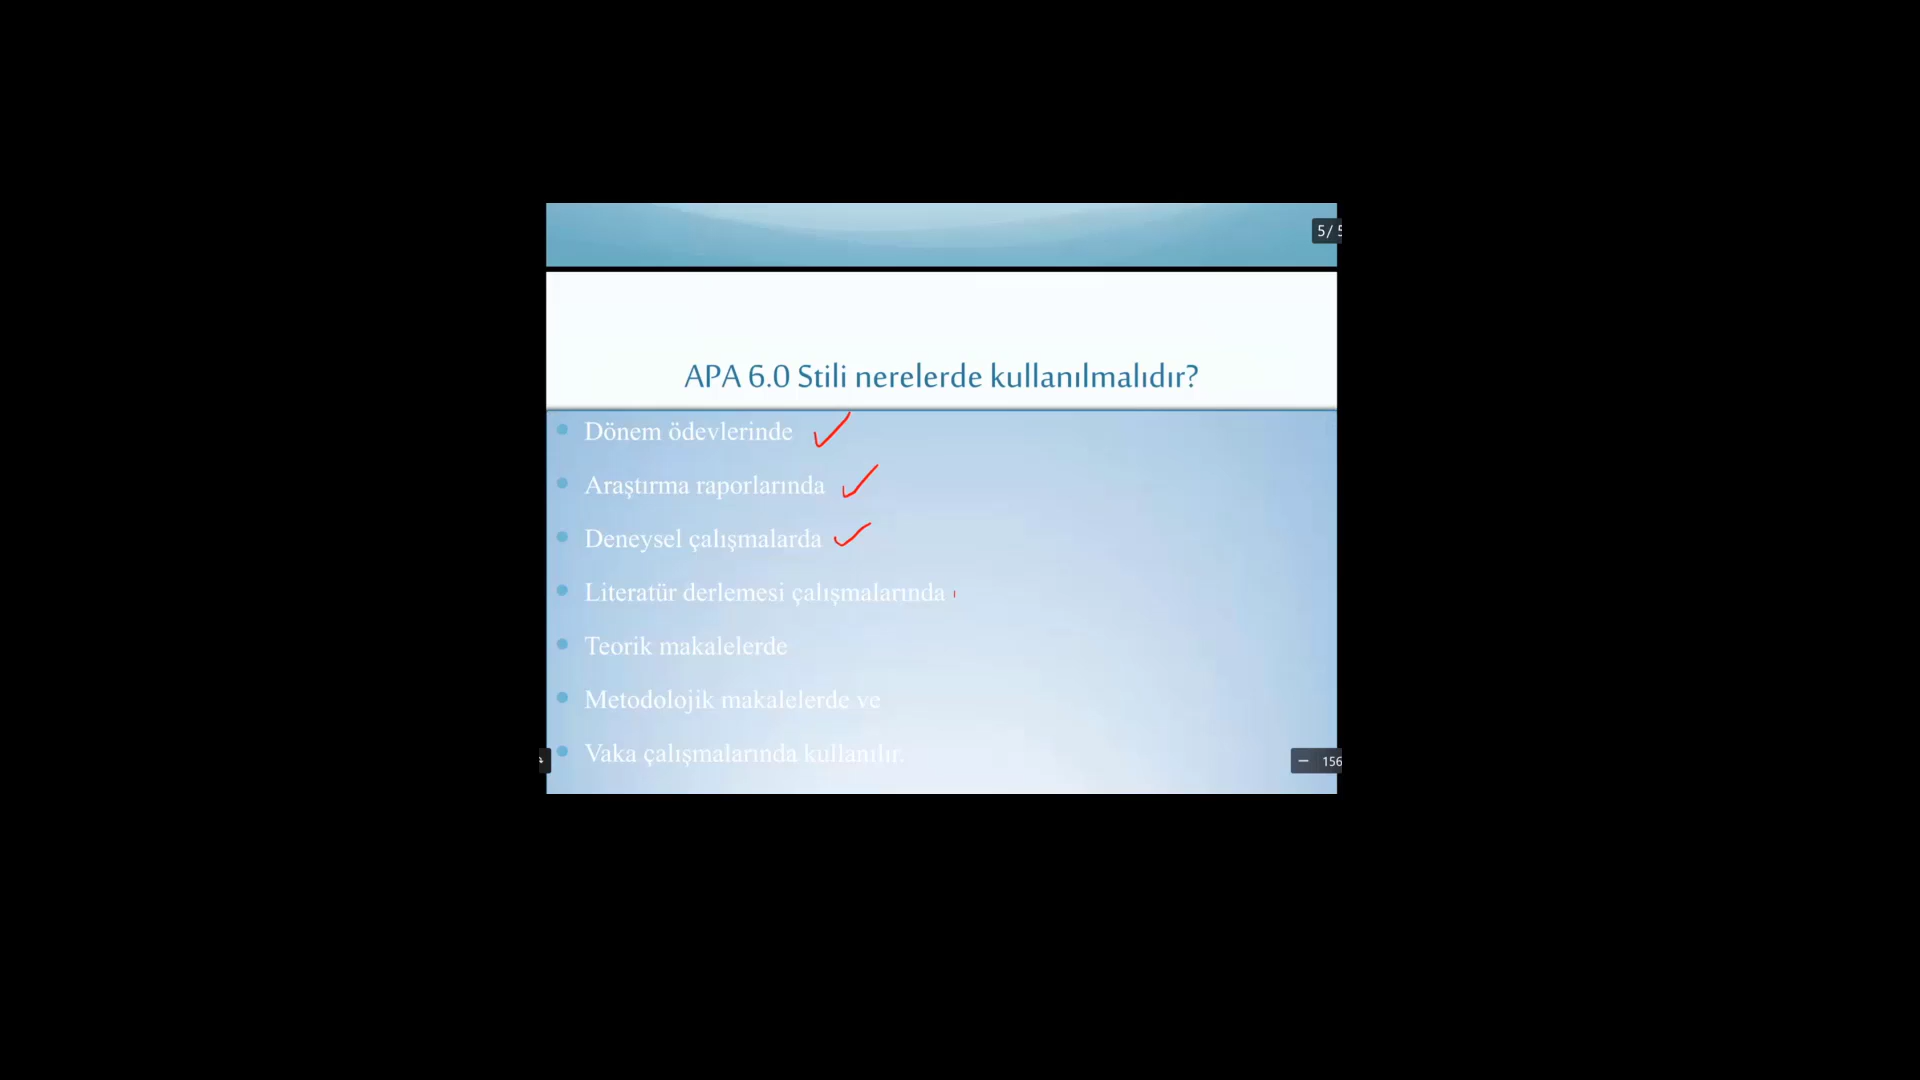 5/ 5
APA 6.0 Stili nerelerde kullanılmalıdır?
Dönem ödevlerinde
Araştırma raporlarında
Deneysel çalışmalarda
Literatür derlemesi çalışmalarında
Teorik makalelerde
Metodolojik makalelerde ve
Vaka çalışmalarında kullanılır.
156